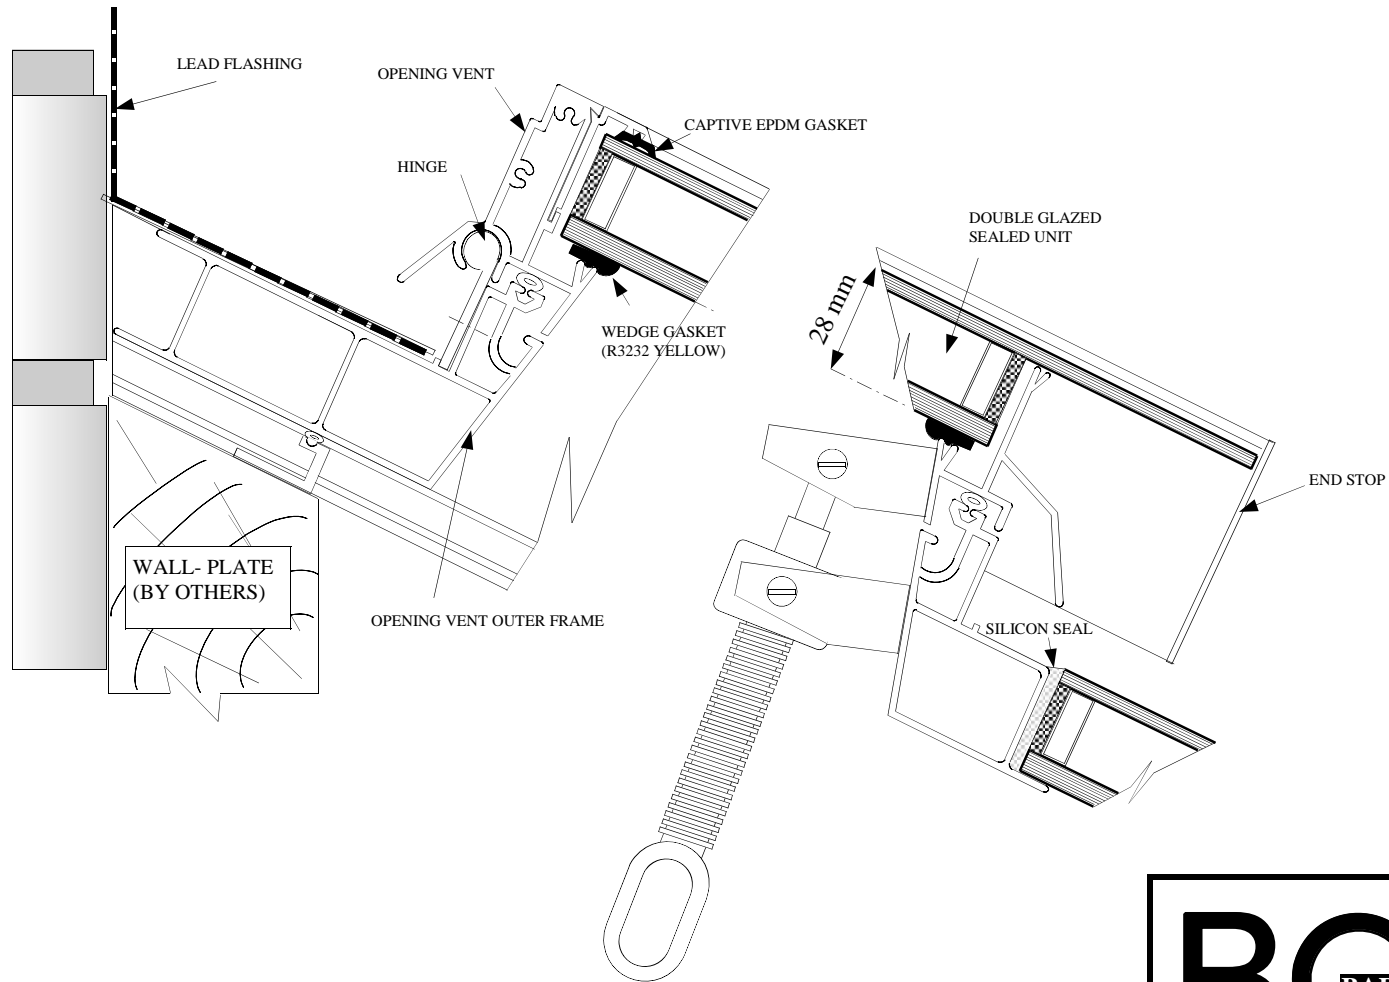 LEAD FLASHING
OPENING VENT
CAPTIVE EPDM GASKET
HINGE
DOUBLE GLAZED
SEALED UNIT
28 mm
WEDGE GASKET
(R3232 YELLOW)
END STOP
WALL- PLATE
(BY OTHERS)
OPENING VENT OUTER FRAME
SILICON SEAL